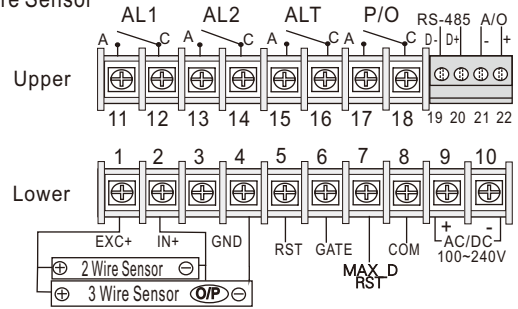 Wire Sensor
AL1 AL2 ALT P/O RS-485 A/O
A C A C A C A C D- D+ - +
Upper
11 12 13 14 15 16 17 18 19 20 21 22
1 2 3 4 5 6 7 8 9 10
Lower
EXC+ IN+ GND RST GATE MAX_D RST COM + AC/DC - 100~240V
2 Wire Sensor
3 Wire Sensor O/P